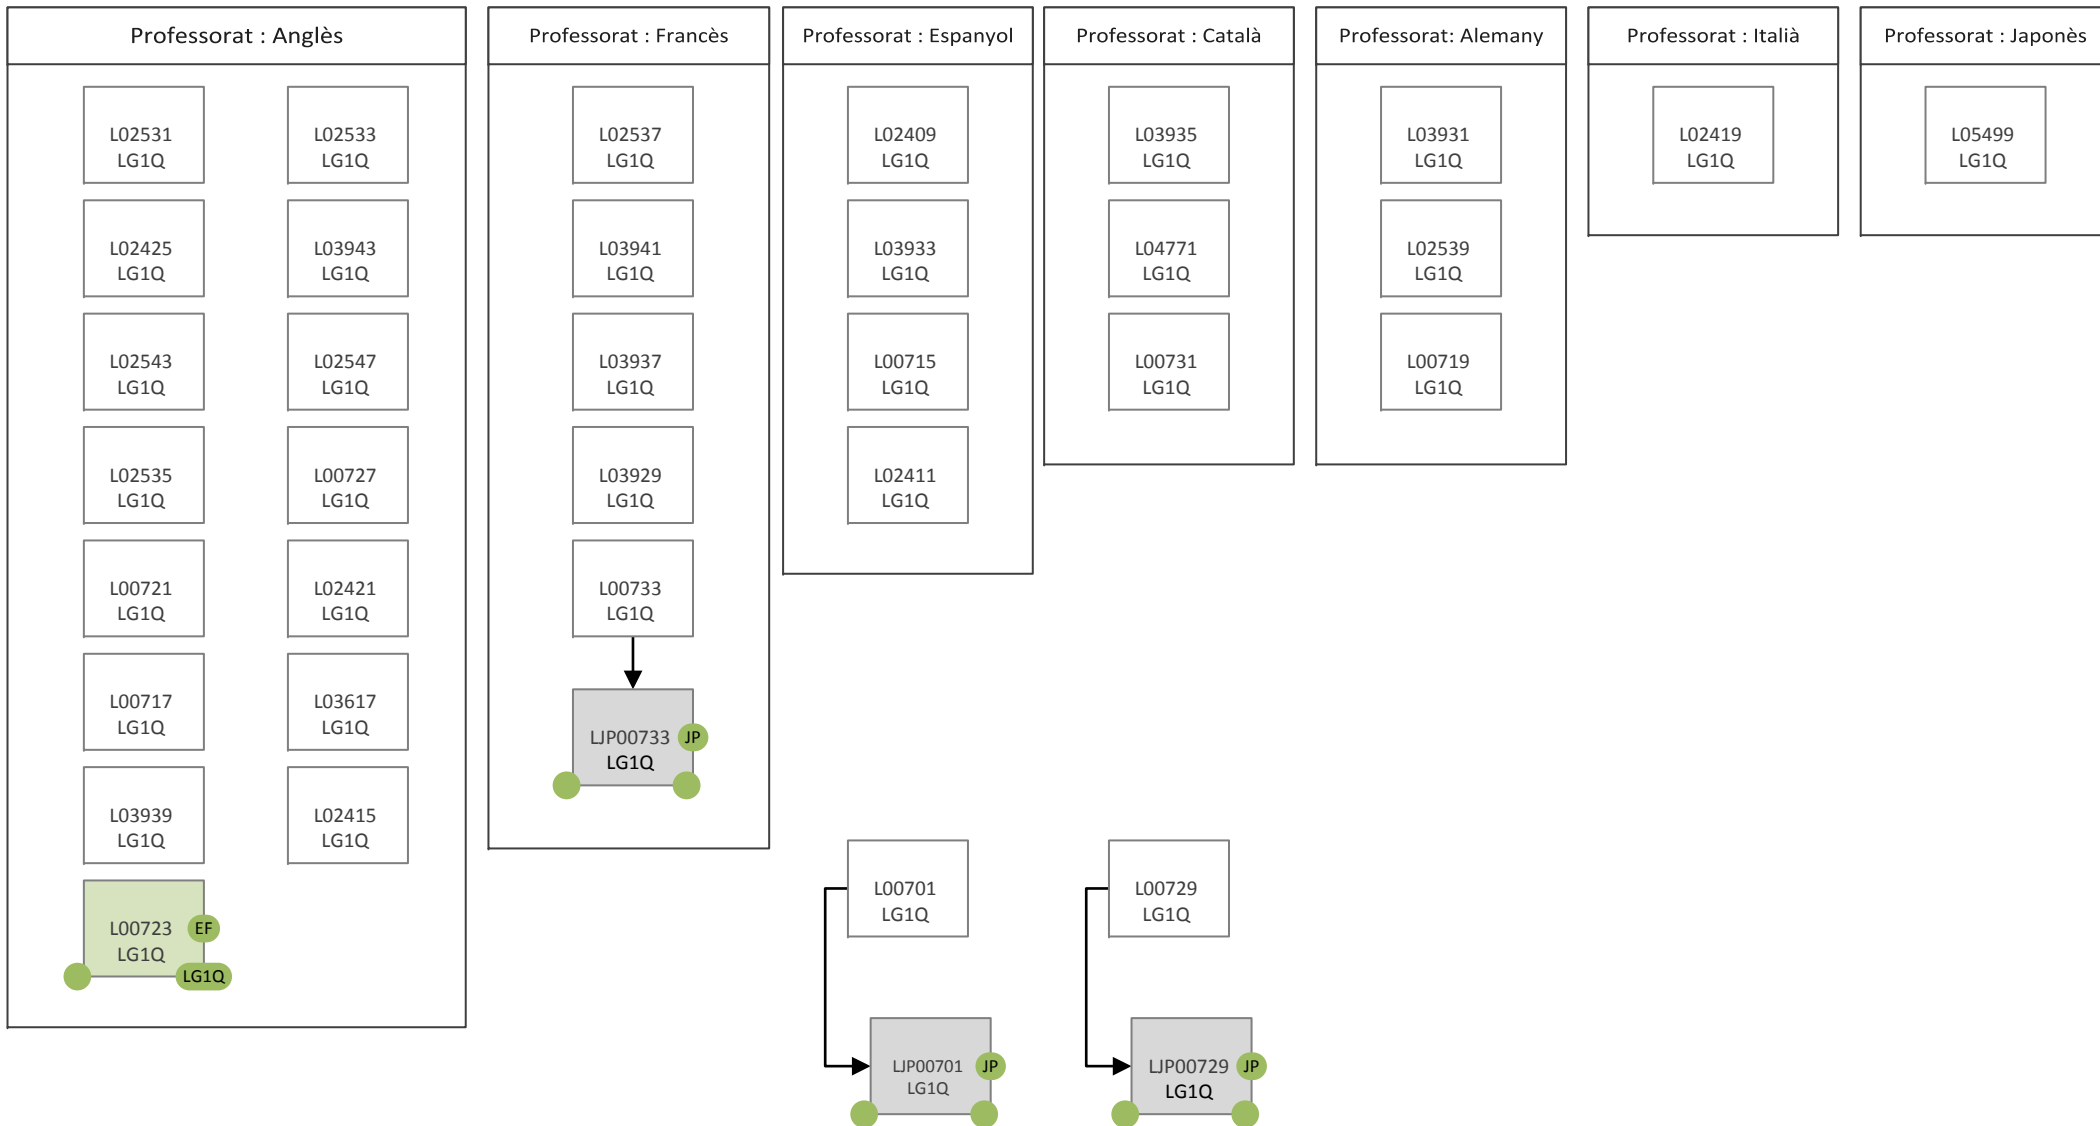 Professorat : Anglès
L02531
LG1Q
L02533
LG1Q
L02425
LG1Q
L03943
LG1Q
L02543
LG1Q
L02547
LG1Q
L02535
LG1Q
L00727
LG1Q
L00721
LG1Q
L02421
LG1Q
L00717
LG1Q
L03617
LG1Q
L03939
LG1Q
L02415
LG1Q
L00723
EF
LG1Q
LG1Q
Professorat : Francès
L02537
LG1Q
L03941
LG1Q
L03937
LG1Q
L03929
LG1Q
L00733
LG1Q
LJP00733
JP
LG1Q
Professorat : Espanyol
L02409
LG1Q
L03933
LG1Q
L00715
LG1Q
L02411
LG1Q
Professorat : Català
L03935
LG1Q
L04771
LG1Q
L00731
LG1Q
Professorat: Alemany
L03931
LG1Q
L02539
LG1Q
L00719
LG1Q
Professorat : Italià
L02419
LG1Q
Professorat : Japonès
L05499
LG1Q
L00701
LG1Q
LJP00701
JP
LG1Q
L00729
LG1Q
LJP00729
JP
LG1Q